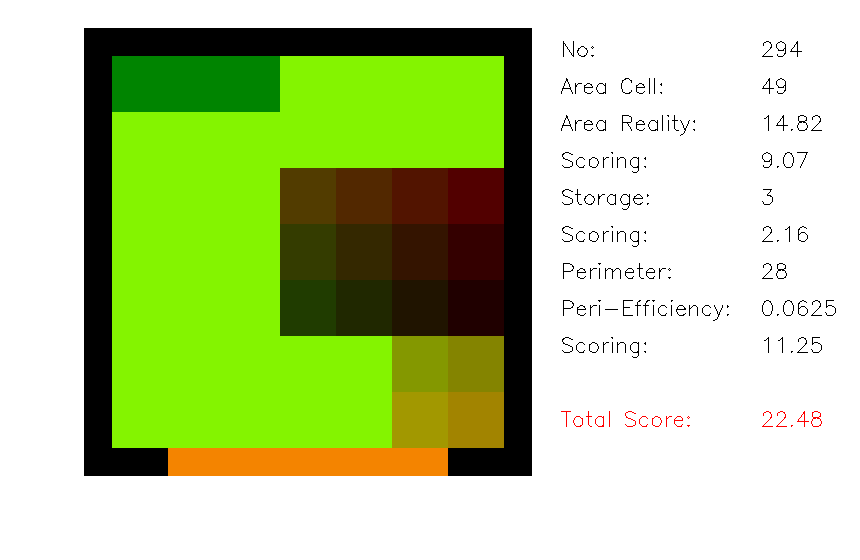 No: 294
Area Cell: 49
Area Reality: 14.82
Scoring: 9.07
Storage: 3
Scoring: 2.16
Perimeter: 28
Peri-Efficiency: 0.0625
Scoring: 11.25
Total Score: 22.48